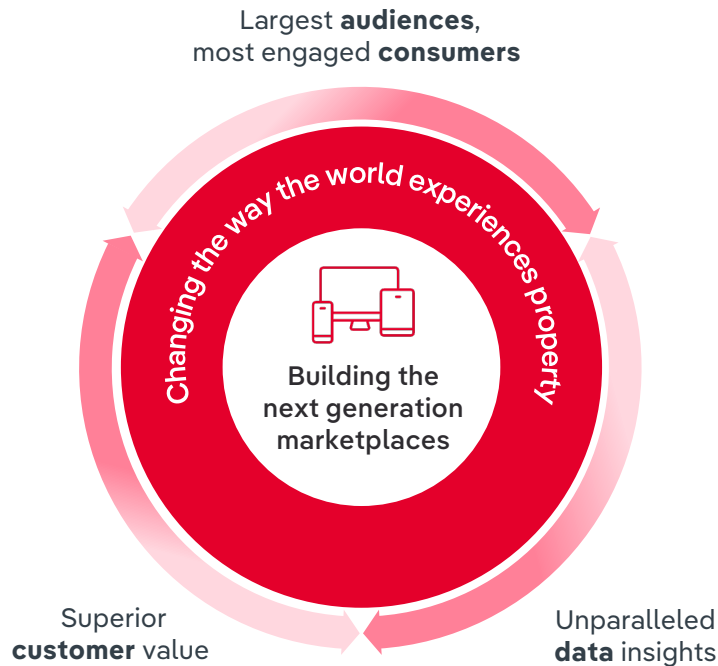 Largest audiences,
most engaged consumers
Changing the way the world experiences property
Building the
next generation
marketplaces
Superior
customer value
Unparalleled
data insights